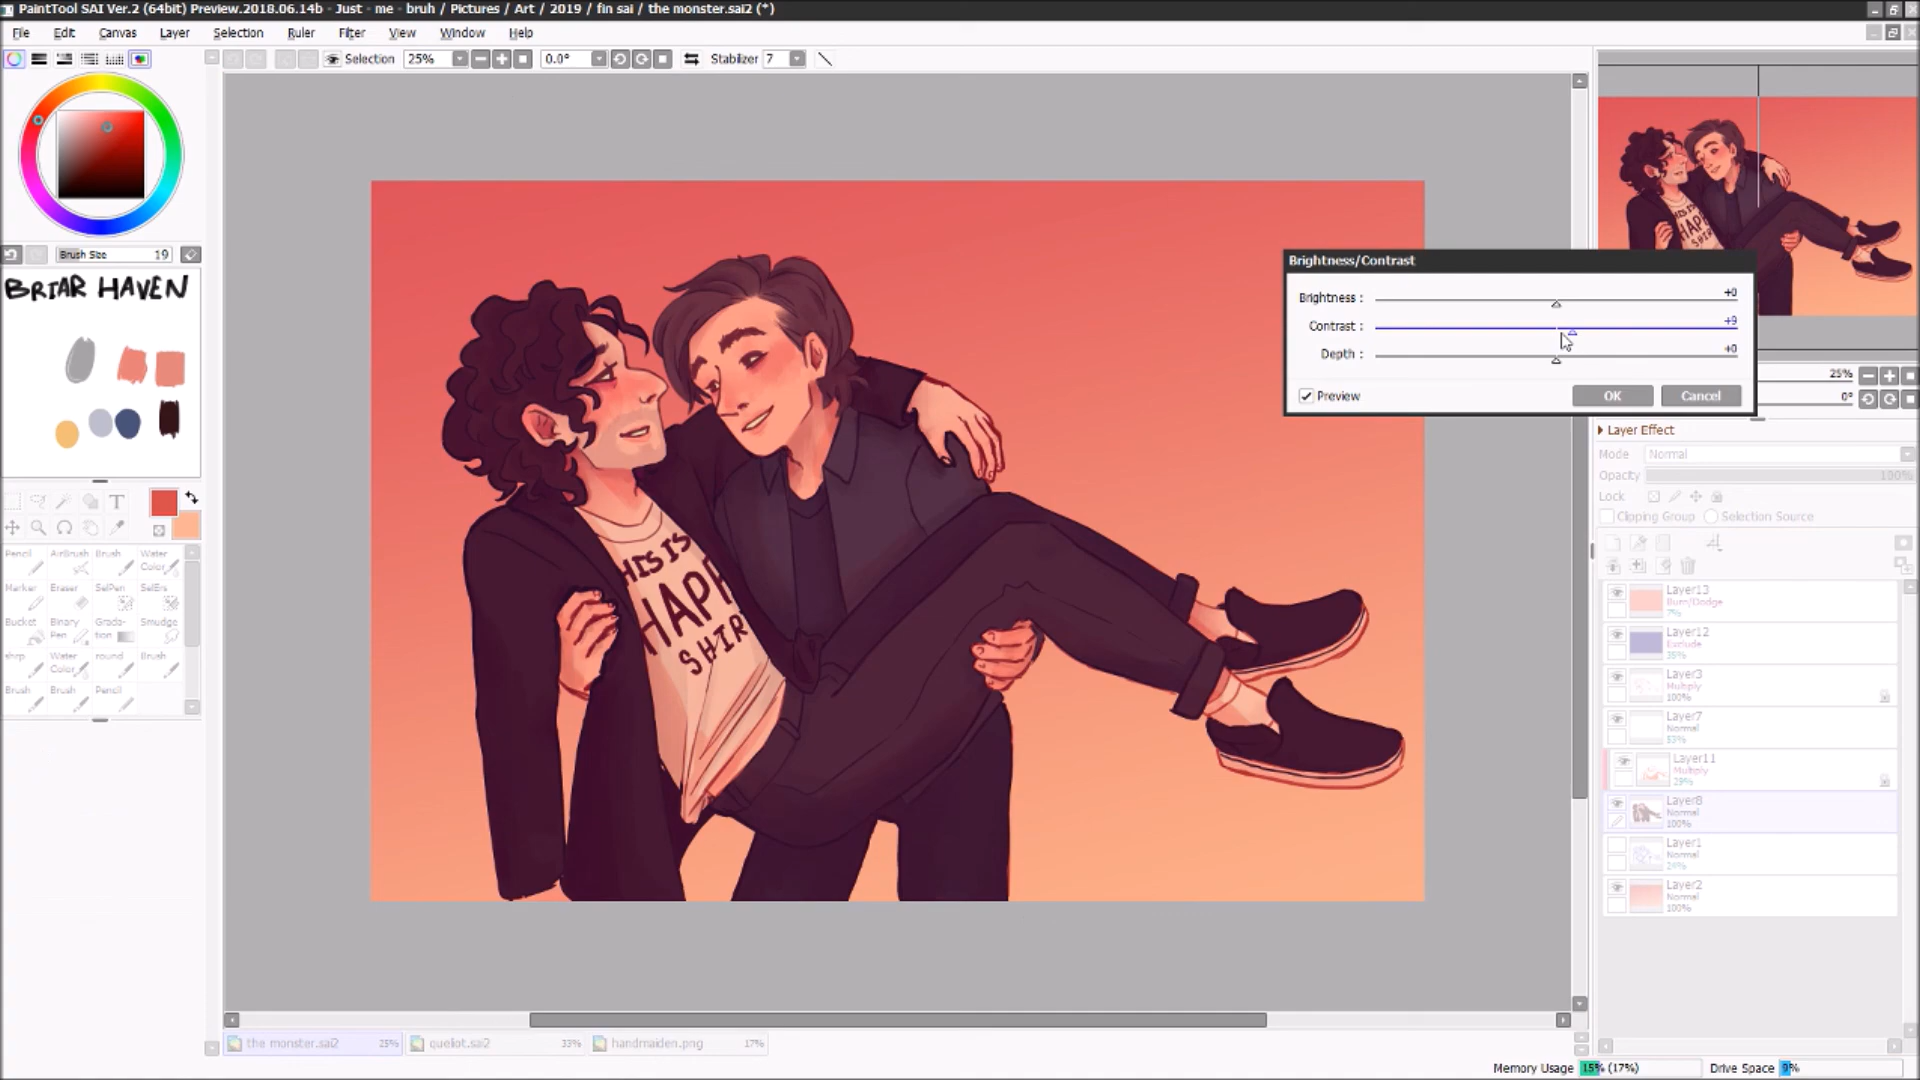 PaintTool SAI Ver.2 (64bit) Preview.2018.06.14b - Just - me - bruh / Pictures / Art / 2019 / fin sai / the monster.sai2 (*)
File Edit Canvas Layer Selection Ruler Filter View Window Help
Selection 25% 0.0° Stabilizer 7
Brush Size 19
BRIAR HAVEN
Pencil AirBrush Brush Water Color
Marker Eraser SelPen SelErs
Bucket Binary Pen Grada-tion Smudge
shrp Water Color round Brush
Brush Brush Pencil
THIS IS
HAPP
SHIR
Brightness/Contrast
Brightness : +0
Contrast : +9
Depth : +0
Preview OK Cancel
25%
0°
Layer Effect
Mode Normal
Opacity 100%
Lock
Clipping Group Selection Source
Layer13
Burn/Dodge
7%
Layer12
Exclude
35%
Layer3
Multiply
100%
Layer7
Normal
53%
Layer11
Multiply
29%
Layer8
Normal
100%
Layer1
Normal
24%
Layer2
Normal
100%
the monster.sai2 25% queliot.sai2 33% handmaiden.png 17%
Memory Usage 15% (17%) Drive Space 9%